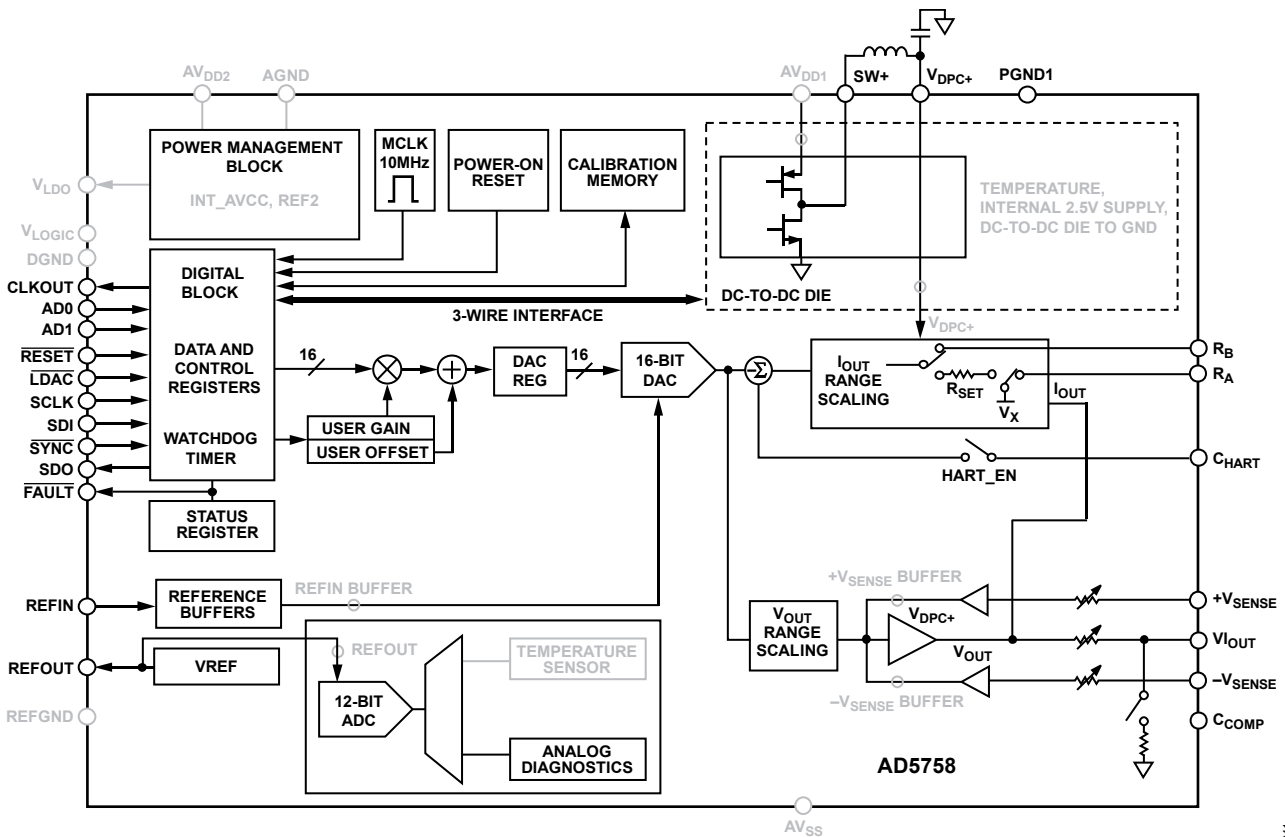 AVDD2
AGND
AVDD1
SW+
VDPC+
PGND1
POWER MANAGEMENT
BLOCK
INT_AVCC, REF2
MCLK
10MHz
POWER-ON
RESET
CALIBRATION
MEMORY
TEMPERATURE,
INTERNAL 2.5V SUPPLY,
DC-TO-DC DIE TO GND
DC-TO-DC DIE
3-WIRE INTERFACE
VLDO
VLOGIC
DGND
CLKOUT
AD0
AD1
RESET
LDAC
SCLK
SDI
SYNC
SDO
FAULT
DIGITAL
BLOCK
DATA AND
CONTROL
REGISTERS
WATCHDOG
TIMER
STATUS
REGISTER
16
USER GAIN
USER OFFSET
DAC
REG
16
16-BIT
DAC
–Σ
VDPC+
IOUT
RANGE
SCALING
RSET
VX
IOUT
RB
RA
HART_EN
CHART
REFIN
REFERENCE
BUFFERS
REFIN BUFFER
REFOUT
VREF
REFGND
REFOUT
12-BIT
ADC
TEMPERATURE
SENSOR
ANALOG
DIAGNOSTICS
VOUT
RANGE
SCALING
+VSENSE BUFFER
VDPC+
VOUT
–VSENSE BUFFER
+VSENSE
VIOUT
–VSENSE
CCOMP
AD5758
AVSS